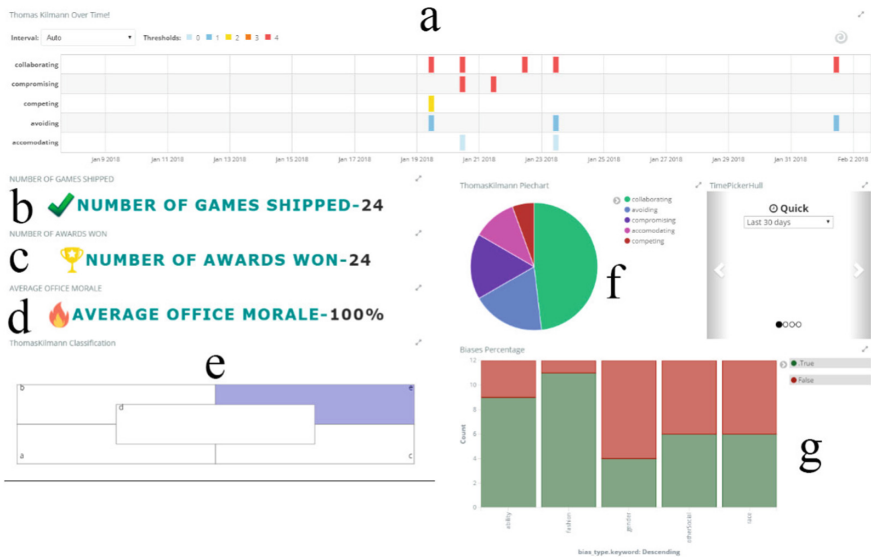 Thomas Kilmann Over Time!
a
Interval: Auto Thresholds: 0 1 2 3 4
collaborating
compromising
competing
avoiding
accomodating
Jan 9 2018 Jan 11 2018 Jan 13 2018 Jan 15 2018 Jan 17 2018 Jan 19 2018 Jan 21 2018 Jan 23 2018 Jan 25 2018 Jan 27 2018 Jan 29 2018 Jan 31 2018 Feb 2 2018
NUMBER OF GAMES SHIPPED
b NUMBER OF GAMES SHIPPED-24
NUMBER OF AWARDS WON
c NUMBER OF AWARDS WON-24
AVERAGE OFFICE MORALE
d AVERAGE OFFICE MORALE-100%
ThomasKilmann Classification
e
b e
d
a c
ThomasKilmann Piechart
collaborating
avoiding
compromising
accomodating
competing
f
TimePickerHull
Quick
Last 30 days
Biases Percentage
True
False
12
10
8
6
4
2
0
Count
g
ability fashion gender otherSocial race
bias_type.keyword: Descending